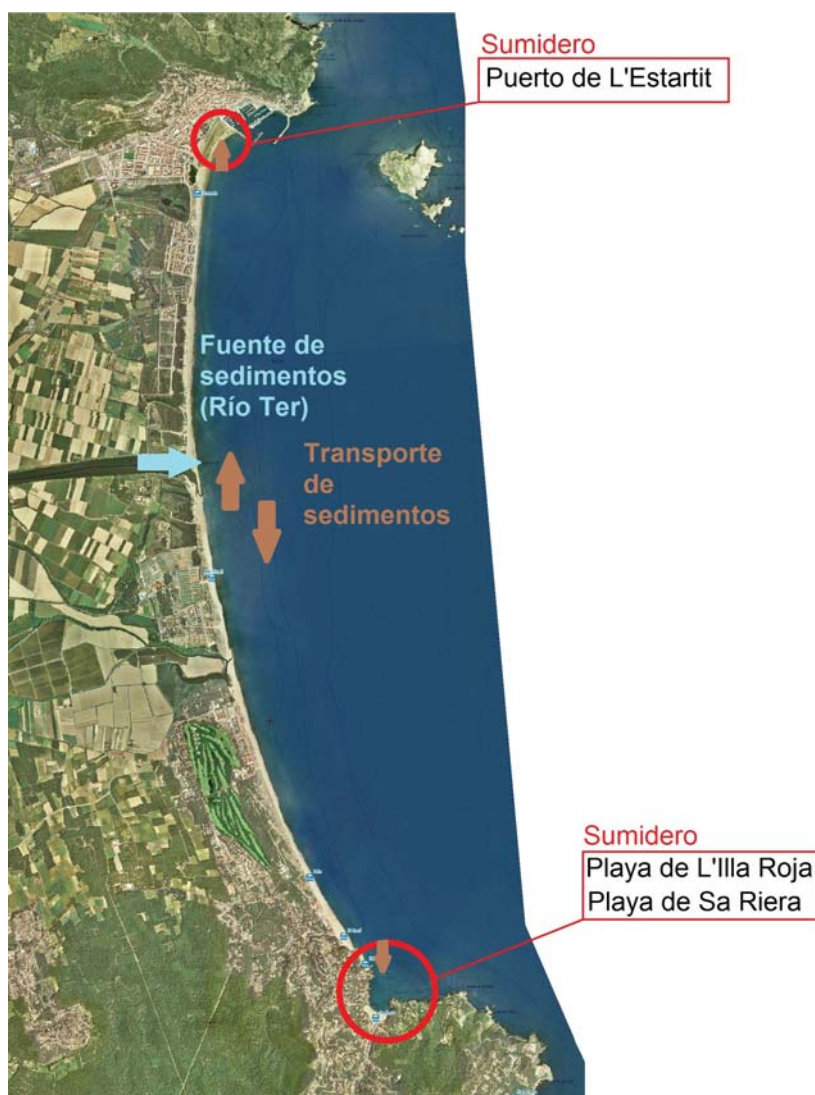 Sumidero
Puerto de L'Estartit
Fuente de
sedimentos
(Río Ter)
Transporte
de
sedimentos
Sumidero
Playa de L'Illa Roja
Playa de Sa Riera